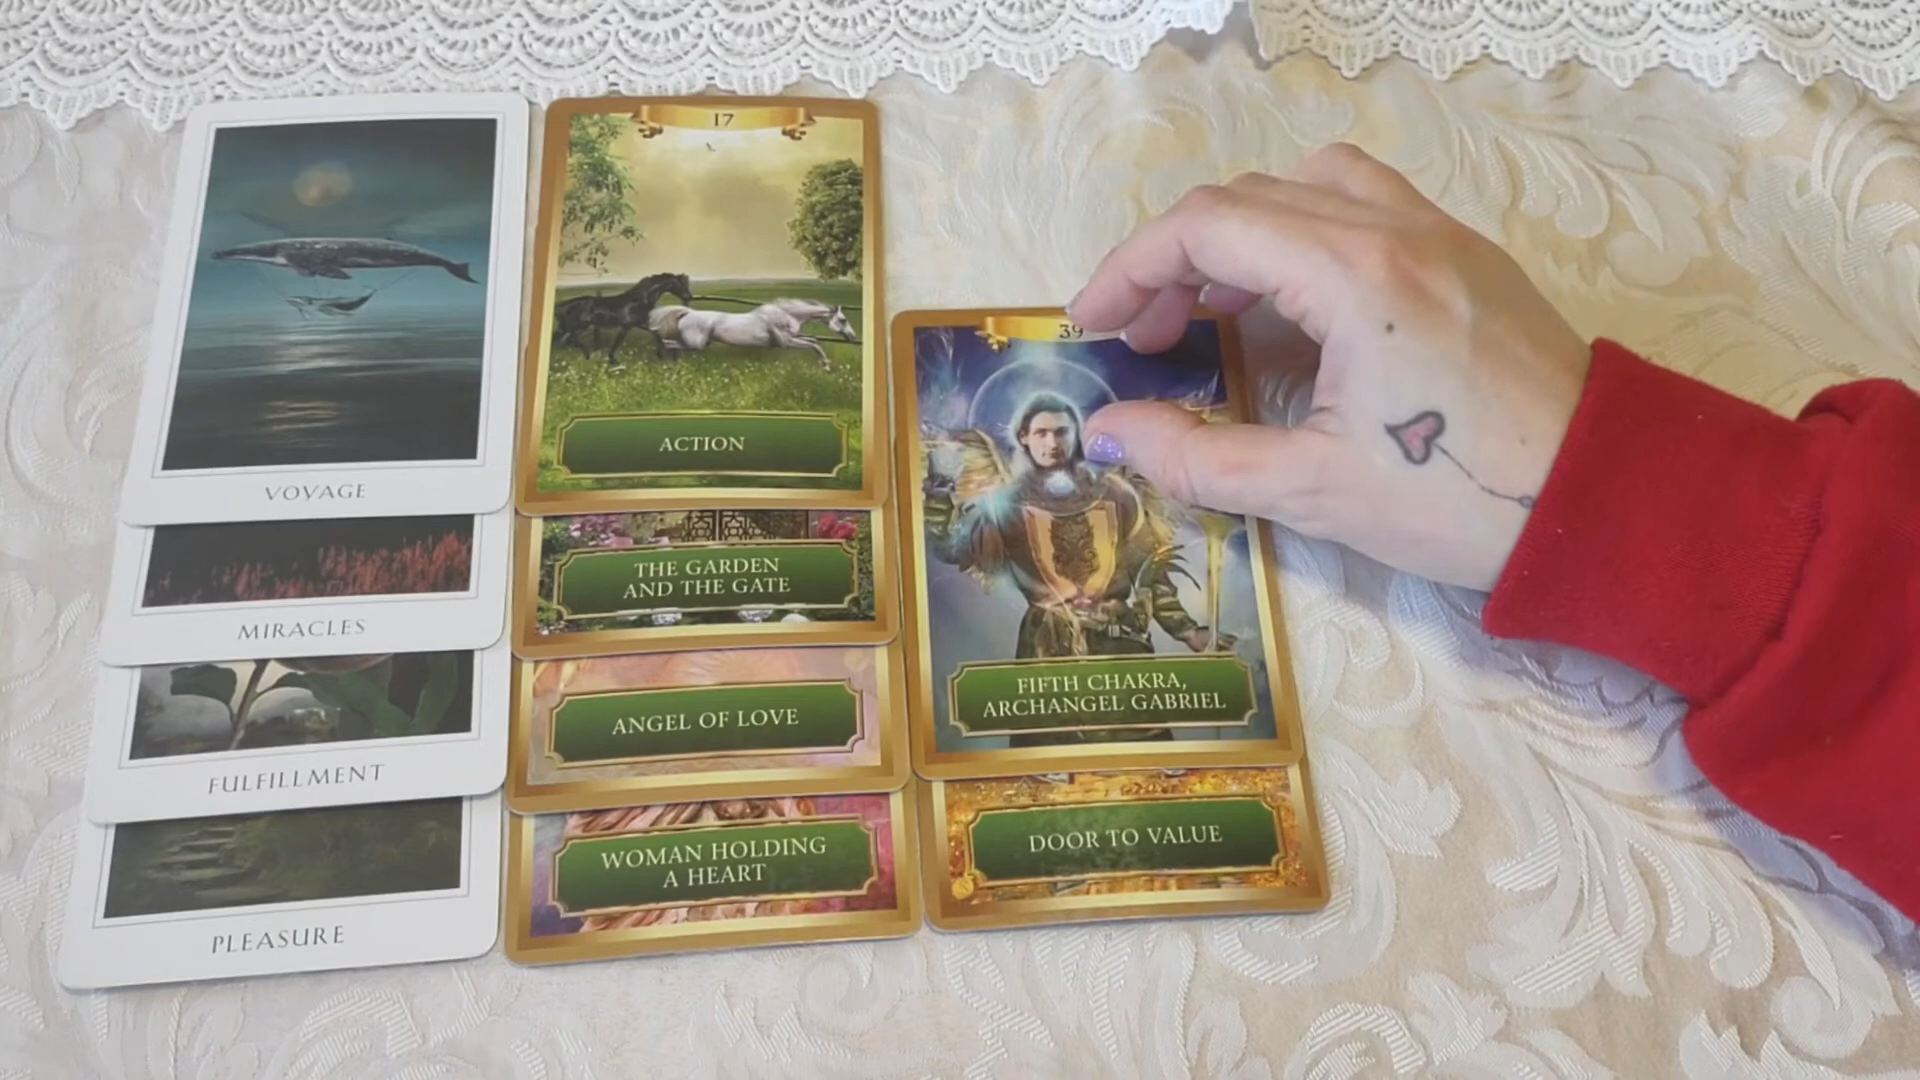 VOYAGE
MIRACLES
FULFILLMENT
PLEASURE
17
ACTION
THE GARDEN
AND THE GATE
ANGEL OF LOVE
WOMAN HOLDING
A HEART
39
FIFTH CHAKRA,
ARCHANGEL GABRIEL
DOOR TO VALUE